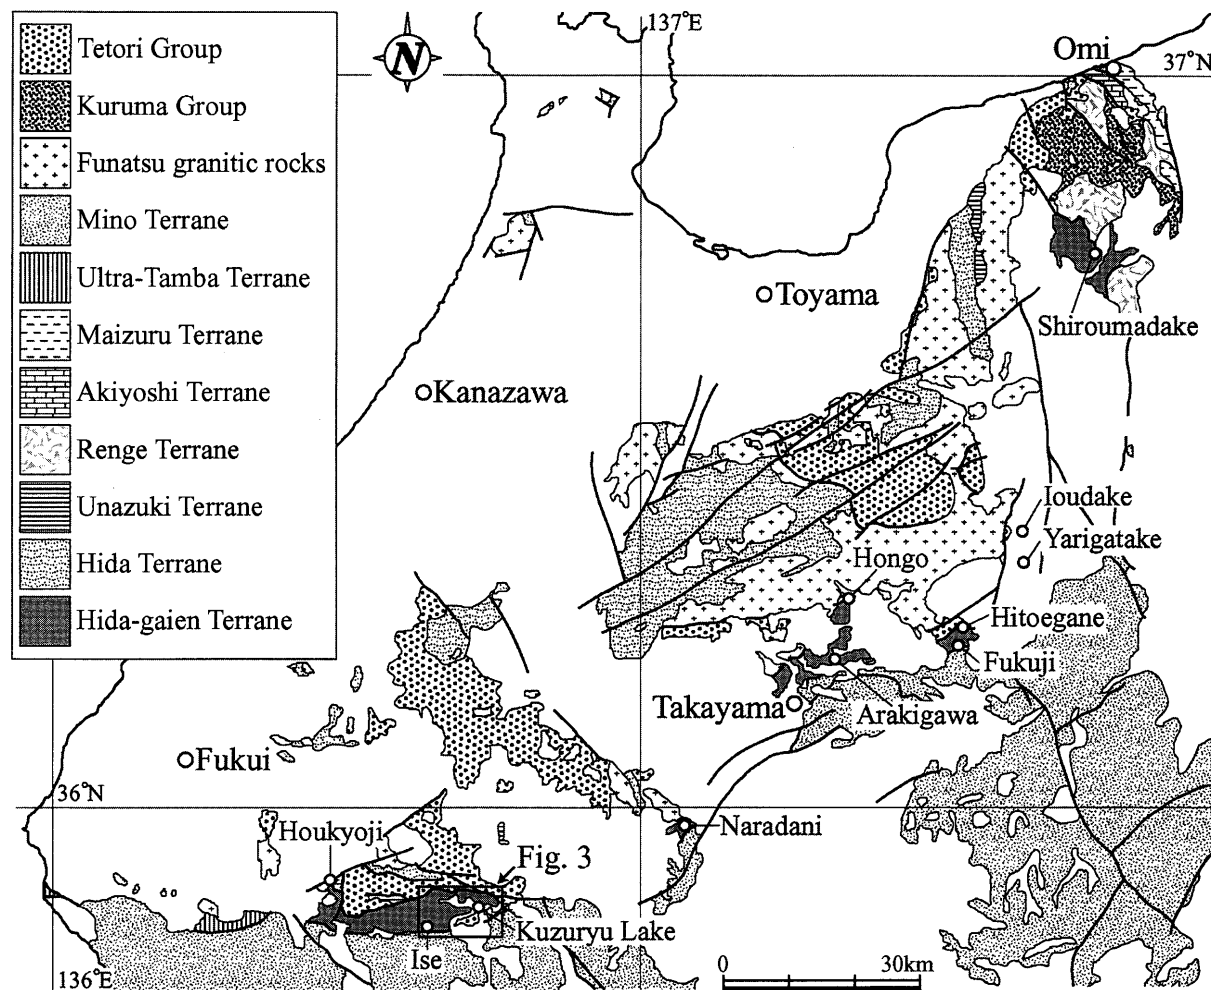 Tetori Group
Kuruma Group
Funatsu granitic rocks
Mino Terrane
Ultra-Tamba Terrane
Maizuru Terrane
Akiyoshi Terrane
Renge Terrane
Unazuki Terrane
Hida Terrane
Hida-gaien Terrane
N
137°E
Omi
37°N
Shiroumadake
Toyama
Kanazawa
Ioudake
Yarigatake
Hongo
Hitoegane
Fukuji
Takayama
Arakigawa
Fukui
36°N
Houkyoji
Naradani
Fig. 3
Kuzuryu Lake
Ise
136°E
0
30km